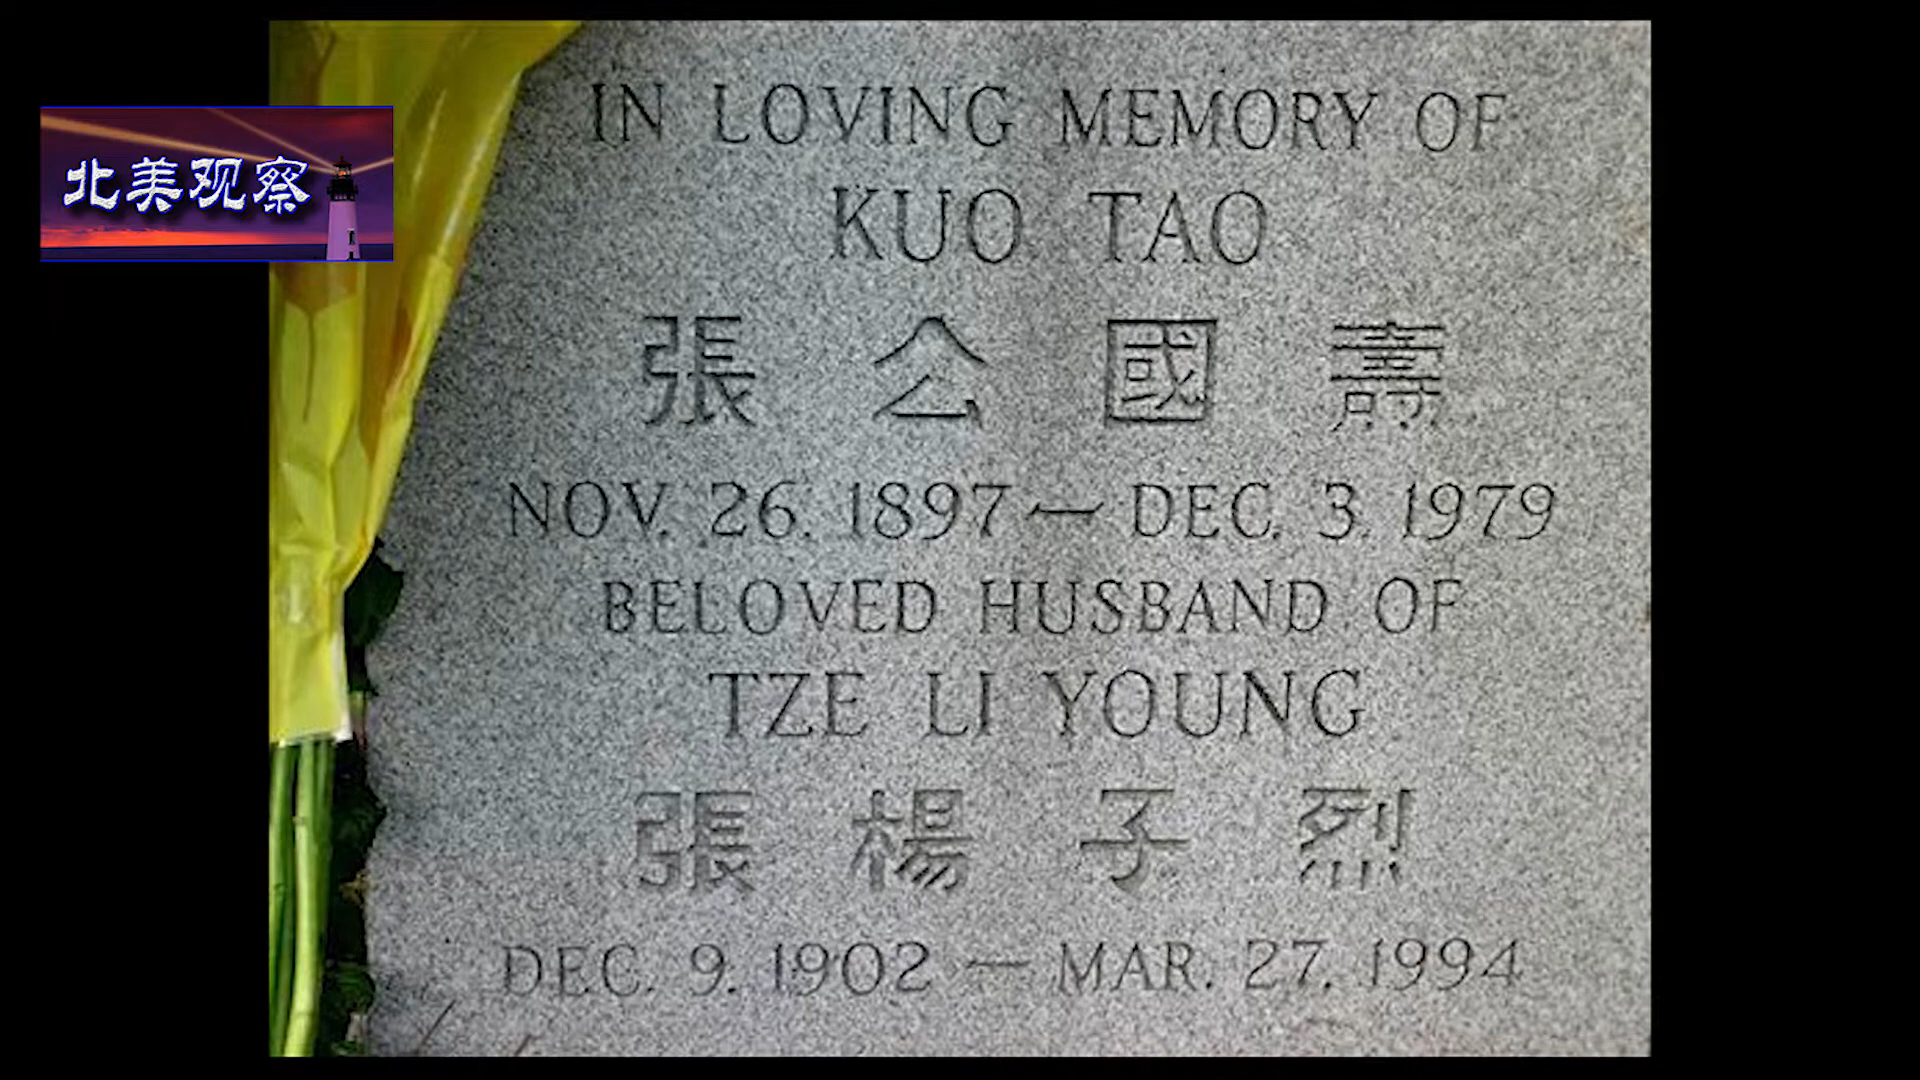 北美观察
IN LOVING MEMORY OF
KUO TAO
張公國壽
NOV. 26. 1897 — DEC. 3. 1979
BELOVED HUSBAND OF
TZE LI YOUNG
張楊子烈
DEC. 9. 1902 — MAR. 27. 1994